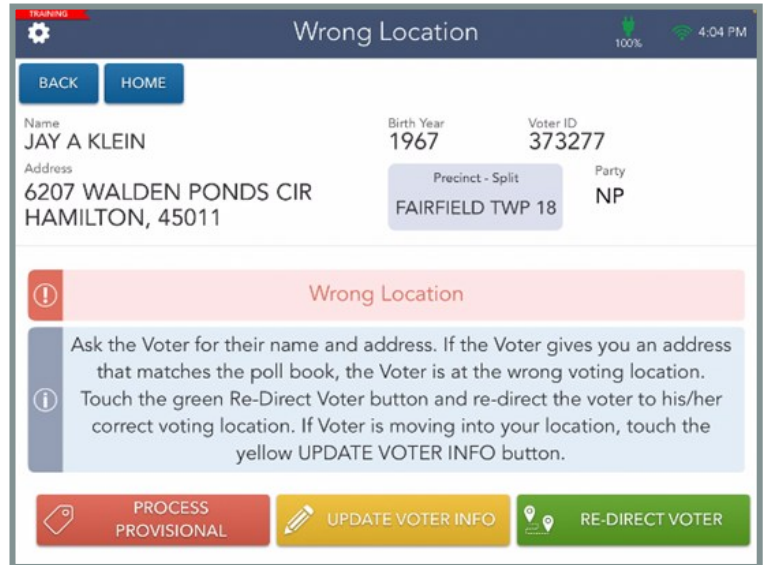 TRAINING
Wrong Location
100%
4:04 PM
BACK
HOME
Name
JAY A KLEIN
Birth Year
1967
Voter ID
373277
Address
6207 WALDEN PONDS CIR
HAMILTON, 45011
Precinct - Split
FAIRFIELD TWP 18
Party
NP
Wrong Location
Ask the Voter for their name and address. If the Voter gives you an address
that matches the poll book, the Voter is at the wrong voting location.
Touch the green Re-Direct Voter button and re-direct the voter to his/her
correct voting location. If Voter is moving into your location, touch the
yellow UPDATE VOTER INFO button.
PROCESS
PROVISIONAL
UPDATE VOTER INFO
RE-DIRECT VOTER